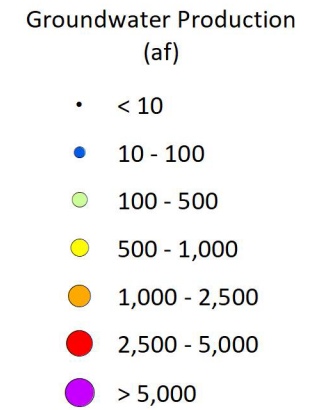 Groundwater Production
(af)
< 10
10 - 100
100 - 500
500 - 1,000
1,000 - 2,500
2,500 - 5,000
> 5,000